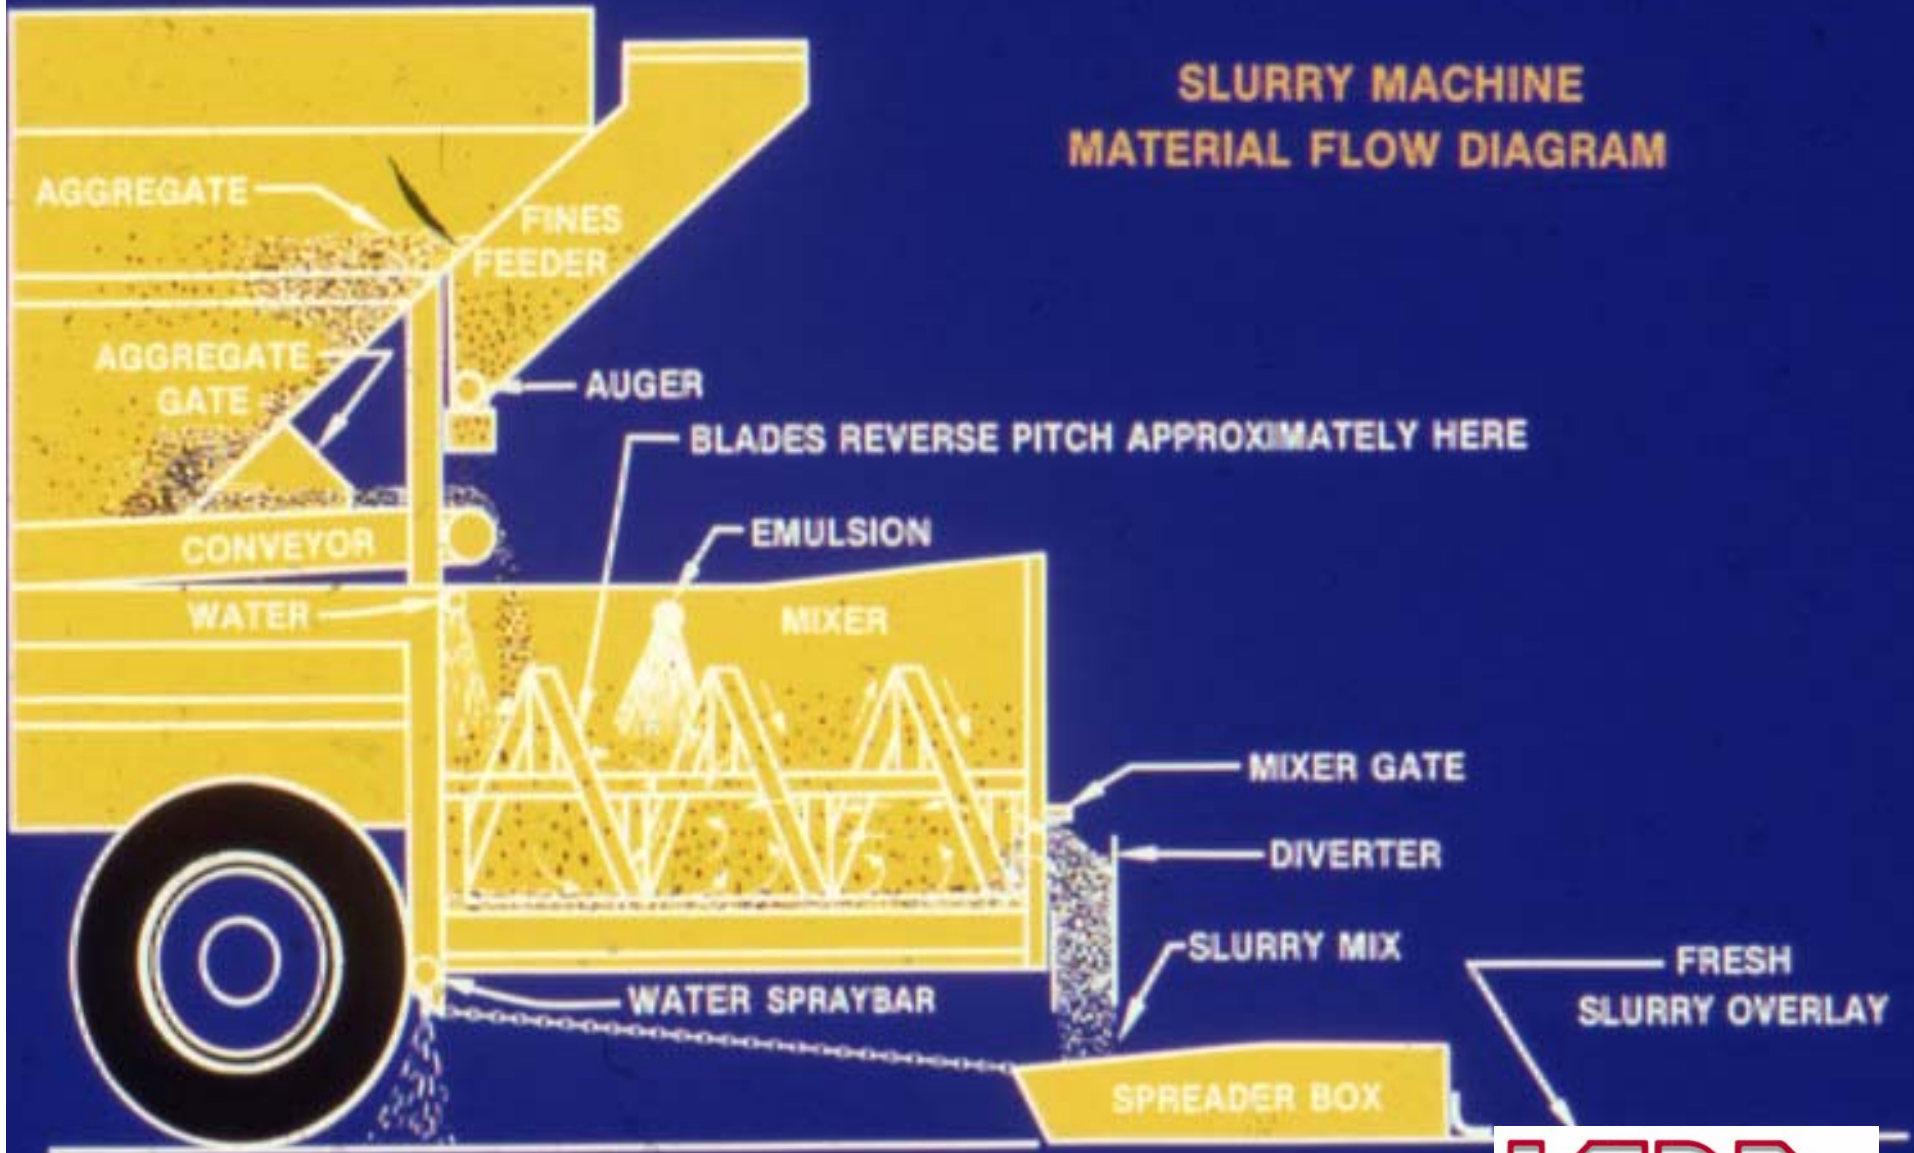 SLURRY MACHINE
MATERIAL FLOW DIAGRAM
AGGREGATE
FINES
FEEDER
AGGREGATE
GATE
AUGER
BLADES REVERSE PITCH APPROXIMATELY HERE
EMULSION
CONVEYOR
WATER
MIXER
MIXER GATE
DIVERTER
SLURRY MIX
FRESH
SLURRY OVERLAY
WATER SPRAYBAR
SPREADER BOX